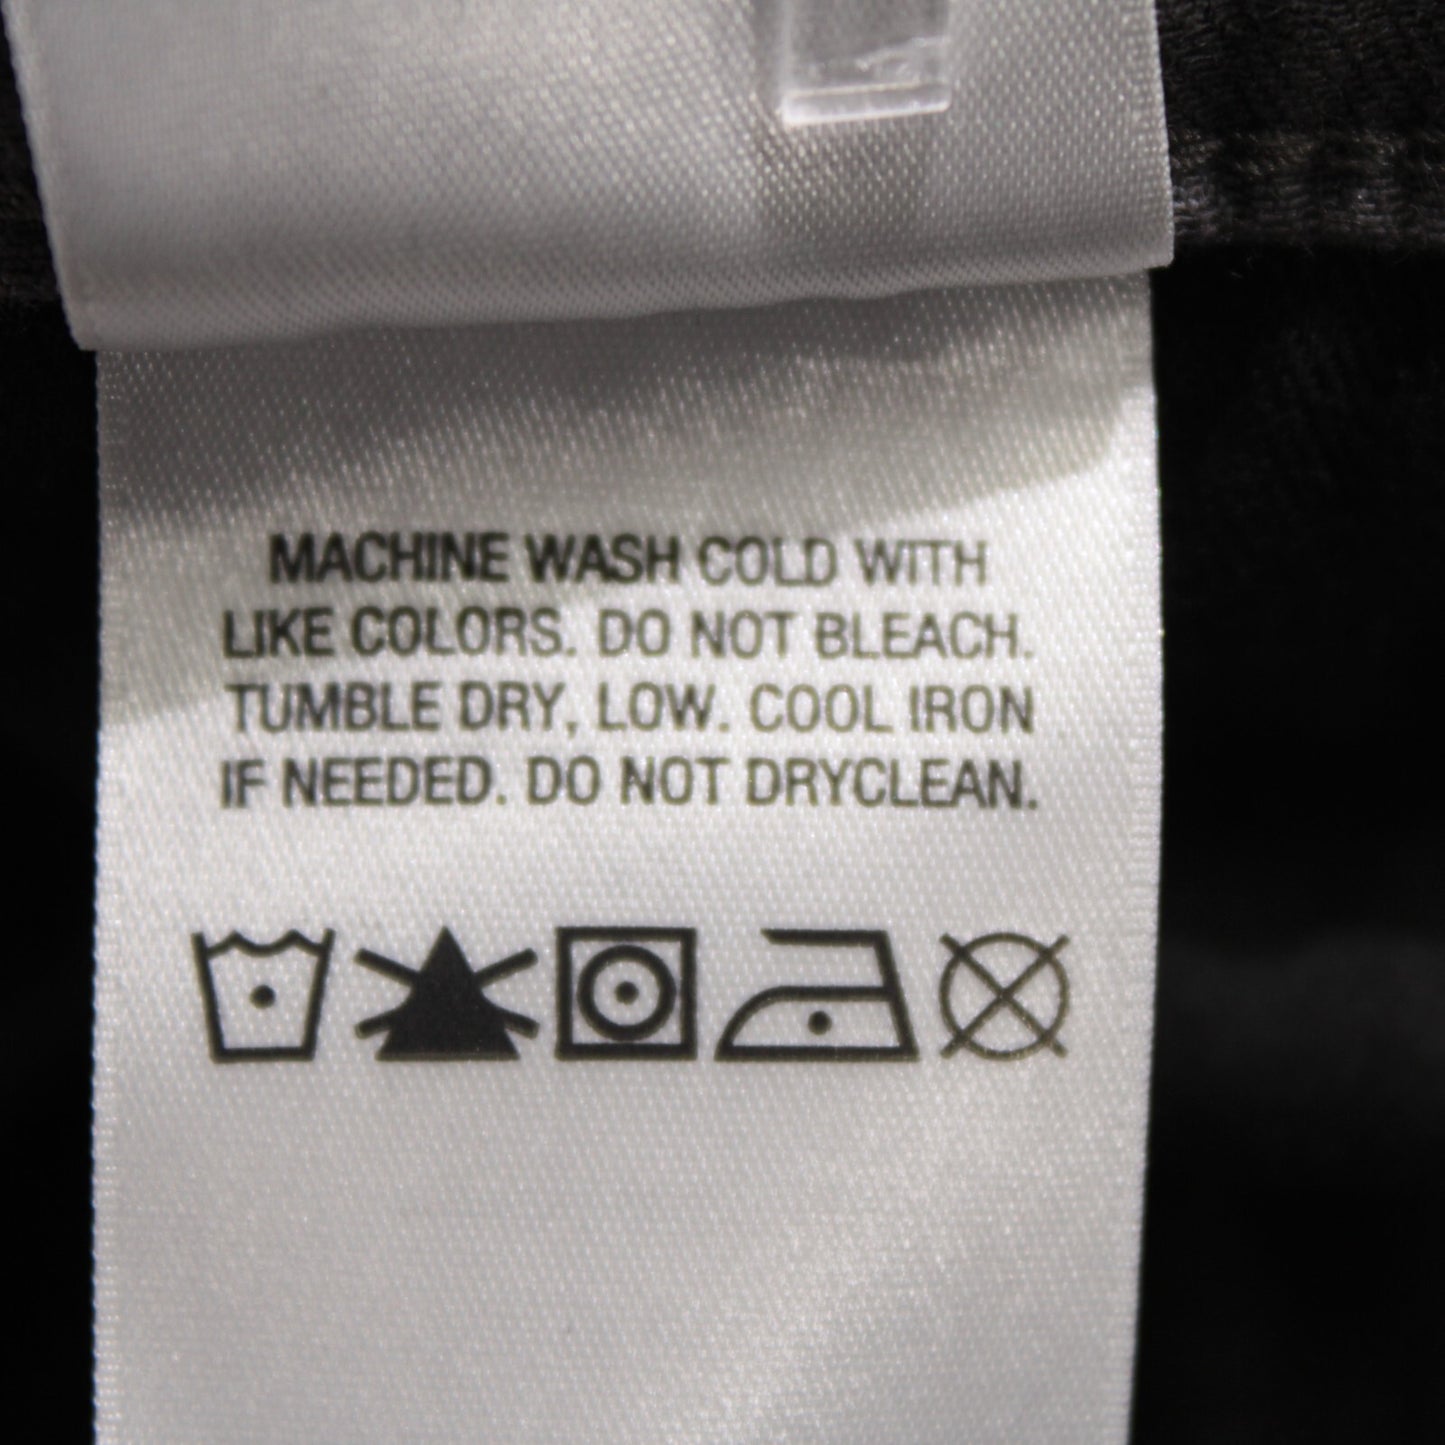 MACHINE WASH COLD WITH
LIKE COLORS. DO NOT BLEACH.
TUMBLE DRY, LOW. COOL IRON
IF NEEDED. DO NOT DRYCLEAN.